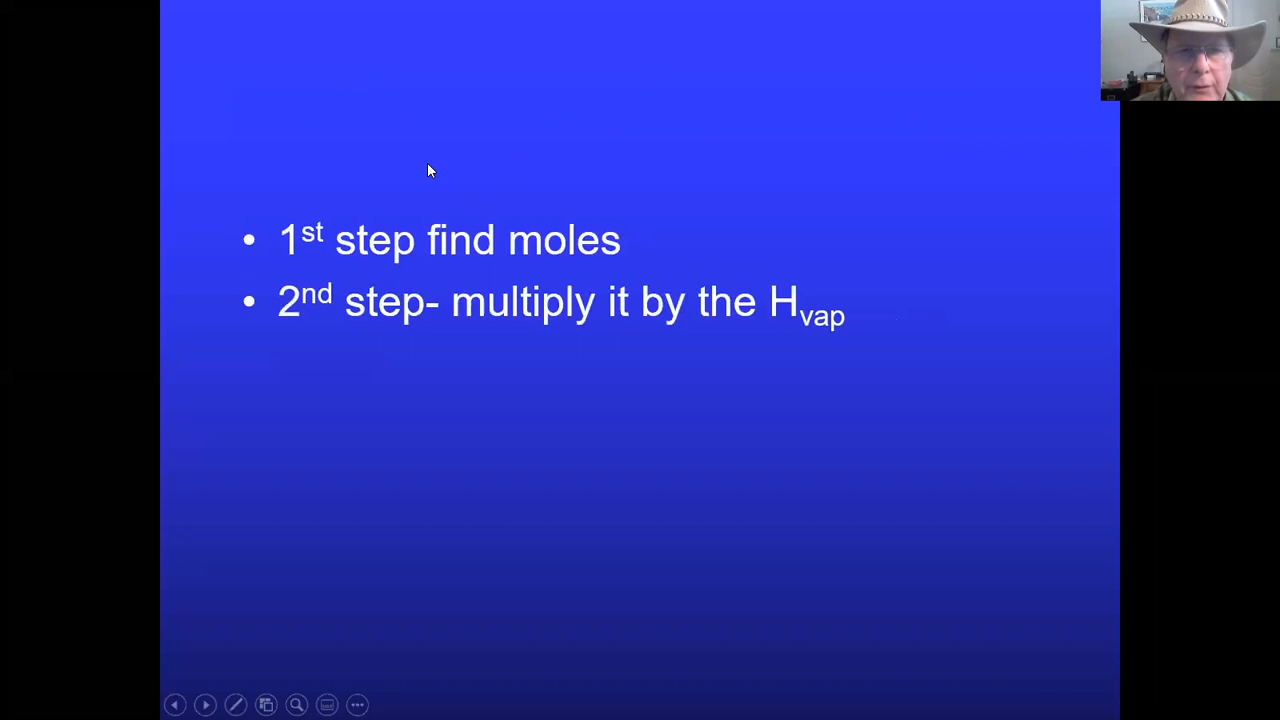 • 1st step find moles
• 2nd step- multiply it by the Hvap